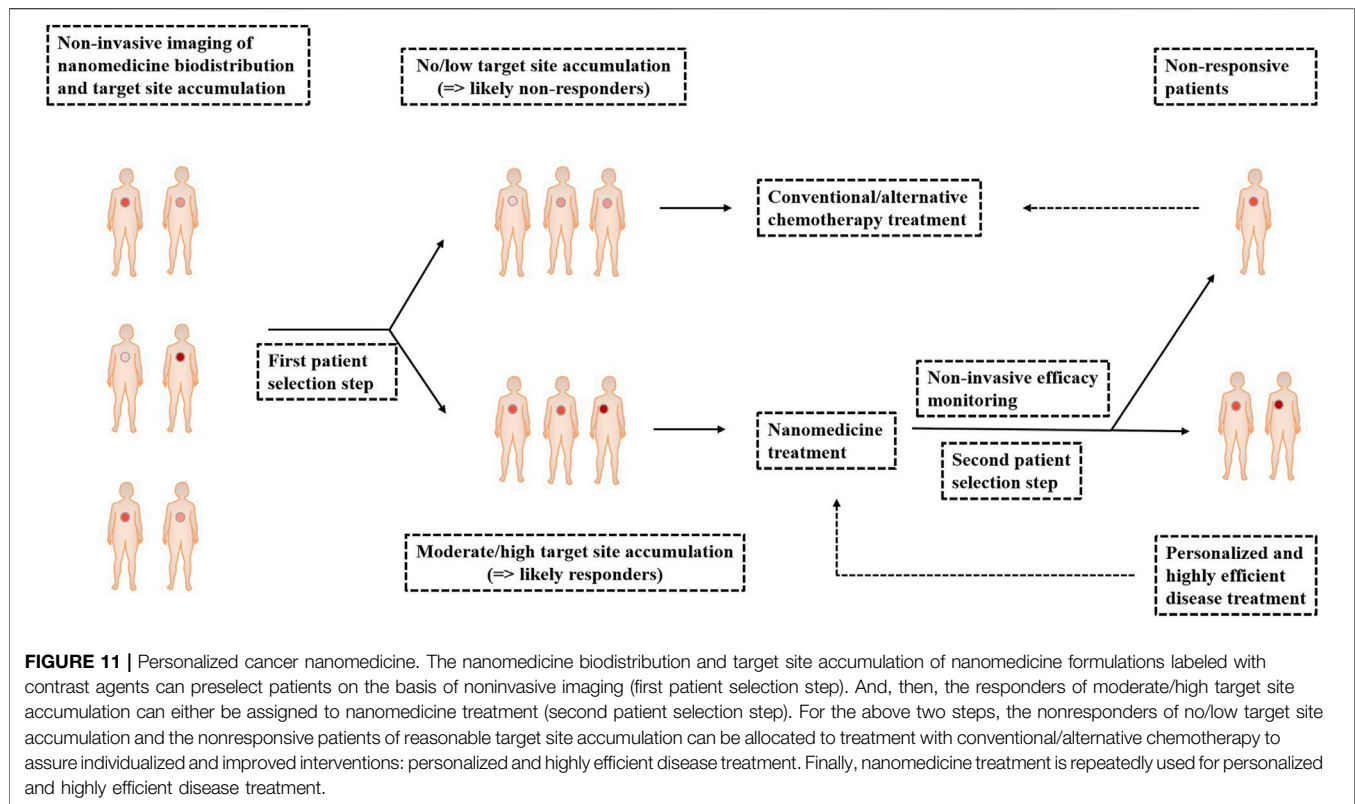 Non-invasive imaging of
nanomedicine biodistribution
and target site accumulation
No/low target site accumulation
(=> likely non-responders)
Non-responsive
patients
Conventional/alternative
chemotherapy treatment
First patient
selection step
Non-invasive efficacy
monitoring
Nanomedicine
treatment
Second patient
selection step
Moderate/high target site accumulation
(=> likely responders)
Personalized and
highly efficient
disease treatment
FIGURE 11 | Personalized cancer nanomedicine. The nanomedicine biodistribution and target site accumulation of nanomedicine formulations labeled with
contrast agents can preselect patients on the basis of noninvasive imaging (first patient selection step). And, then, the responders of moderate/high target site
accumulation can either be assigned to nanomedicine treatment (second patient selection step). For the above two steps, the nonresponders of no/low target site
accumulation and the nonresponsive patients of reasonable target site accumulation can be allocated to treatment with conventional/alternative chemotherapy to
assure individualized and improved interventions: personalized and highly efficient disease treatment. Finally, nanomedicine treatment is repeatedly used for personalized
and highly efficient disease treatment.